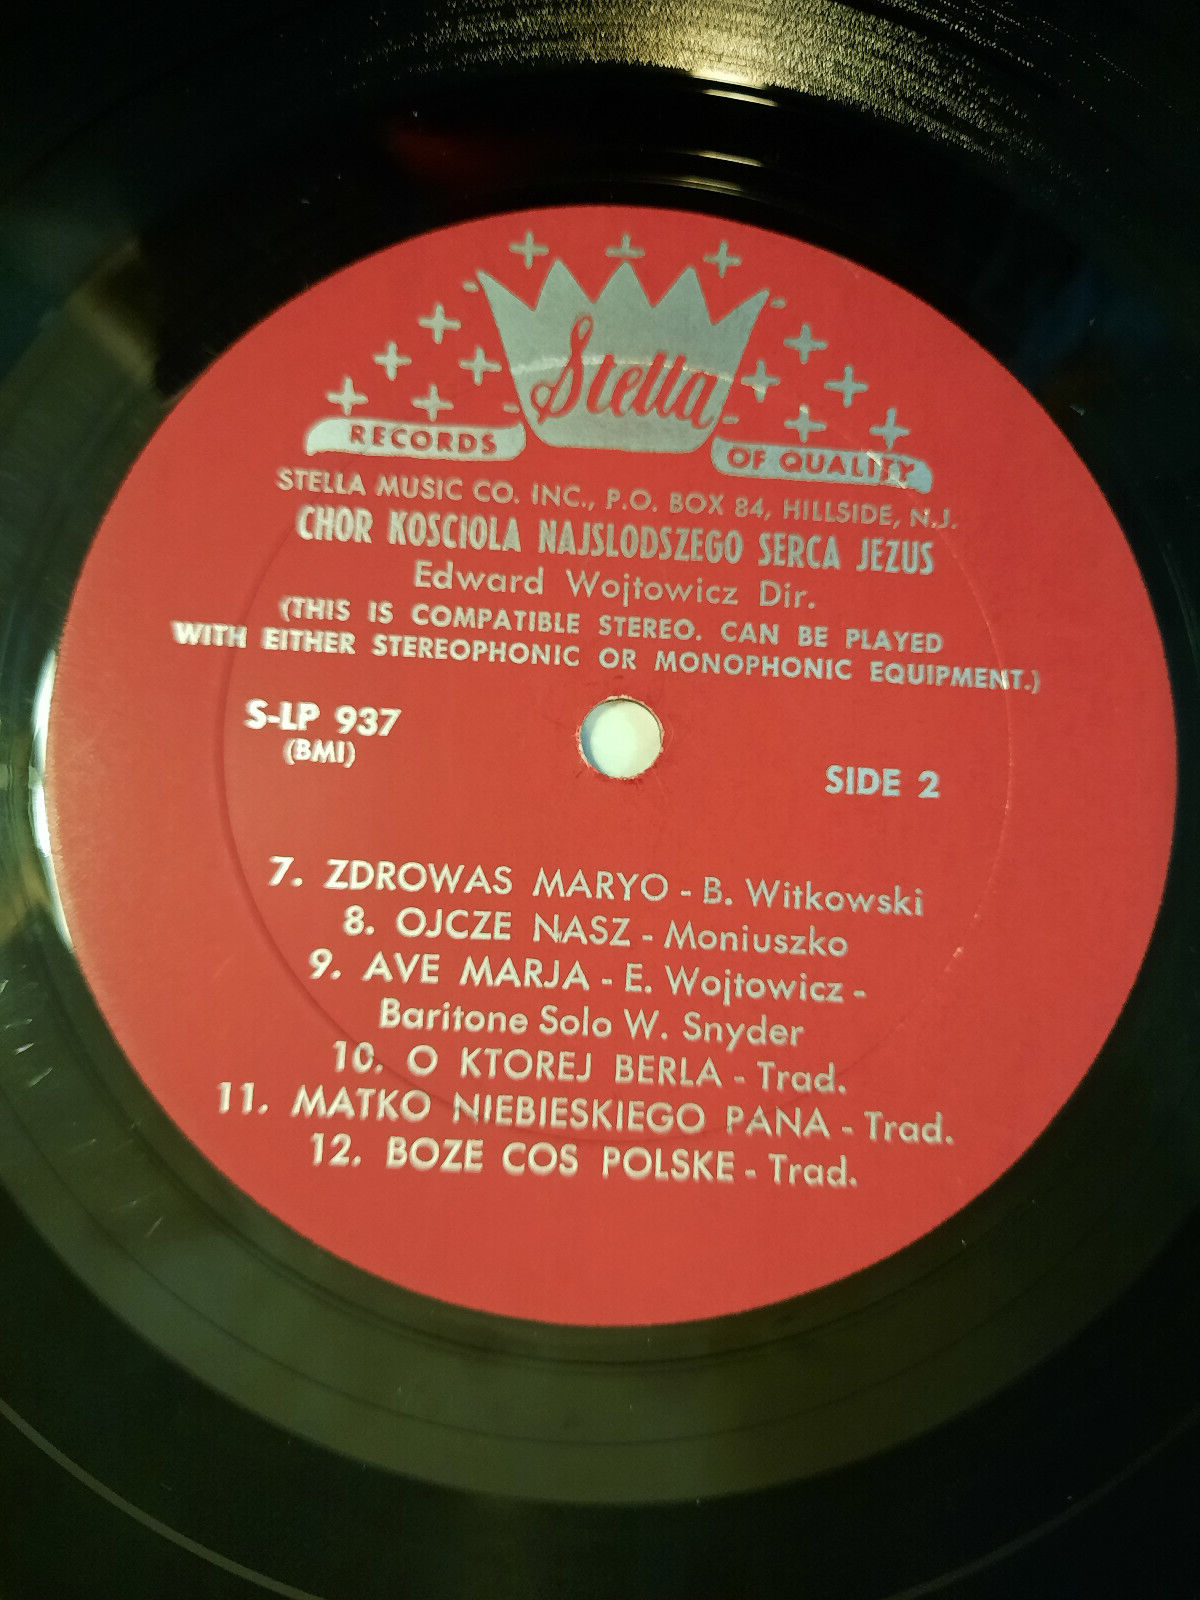 Stella
RECORDS OF QUALITY
STELLA MUSIC CO. INC., P.O. BOX 84, HILLSIDE, N.J.
CHOR KOSCIOLA NAJSLODSZEGO SERCA JEZUS
Edward Wojtowicz Dir.
(THIS IS COMPATIBLE STEREO. CAN BE PLAYED
WITH EITHER STEREOPHONIC OR MONOPHONIC EQUIPMENT.)
S-LP 937
(BMI)
SIDE 2
7. ZDROWAS MARYO - B. Witkowski
8. OJCZE NASZ - Moniuszko
9. AVE MARJA - E. Wojtowicz -
Baritone Solo W. Snyder
10. O KTOREJ BERLA - Trad.
11. MATKO NIEBIESKIEGO PANA - Trad.
12. BOZE COS POLSKE - Trad.